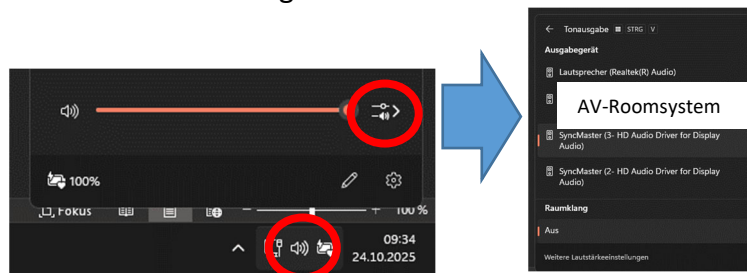 100%
Fokus
100 %
09:34
24.10.2025
Tonausgabe STRG V
Ausgabegerät
Lautsprecher (Realtek(R) Audio)
AV-Roomsystem
SyncMaster (3- HD Audio Driver for Display
Audio)
SyncMaster (2- HD Audio Driver for Display
Audio)
Raumklang
Aus
Weitere Lautstärkeeinstellungen